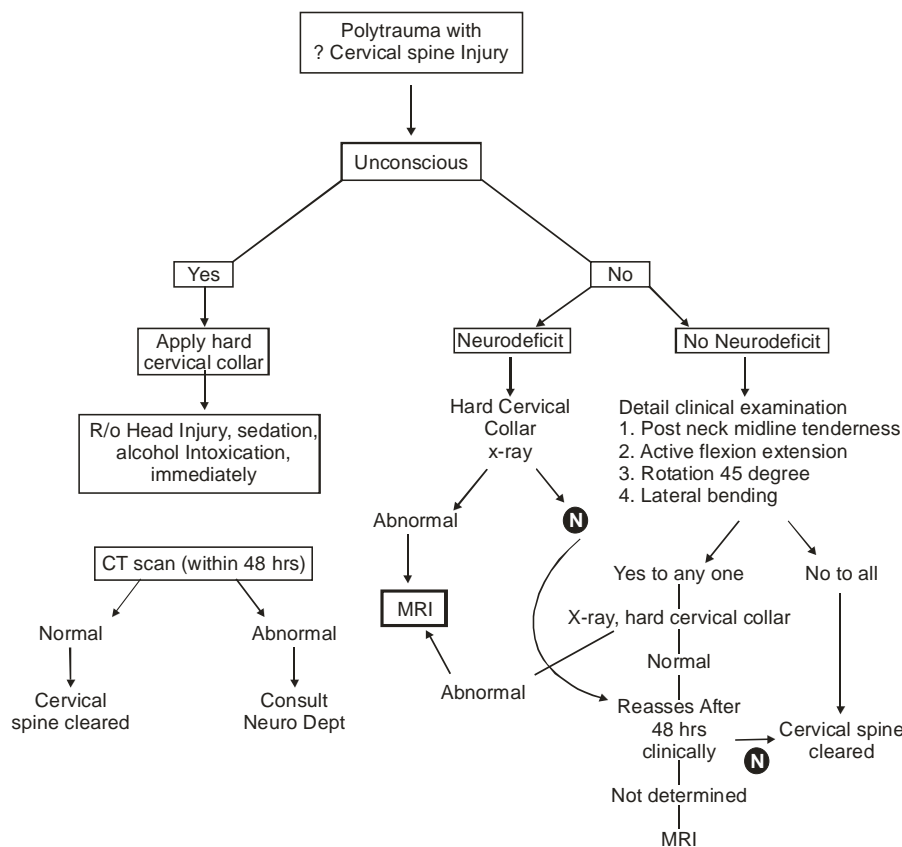 Polytrauma with
? Cervical spine Injury
Unconscious
Yes
No
Apply hard
cervical collar
Neurodeficit
No Neurodeficit
R/o Head Injury, sedation,
alcohol Intoxication,
immediately
Hard Cervical
Collar
x-ray
Detail clinical examination
1. Post neck midline tenderness
2. Active flexion extension
3. Rotation 45 degree
4. Lateral bending
Abnormal
N
CT scan (within 48 hrs)
Yes to any one
No to all
MRI
X-ray, hard cervical collar
Normal
Abnormal
Normal
Abnormal
Cervical
spine cleared
Consult
Neuro Dept
Reasses After
48 hrs
clinically
N
Cervical spine
cleared
Not determined
MRI